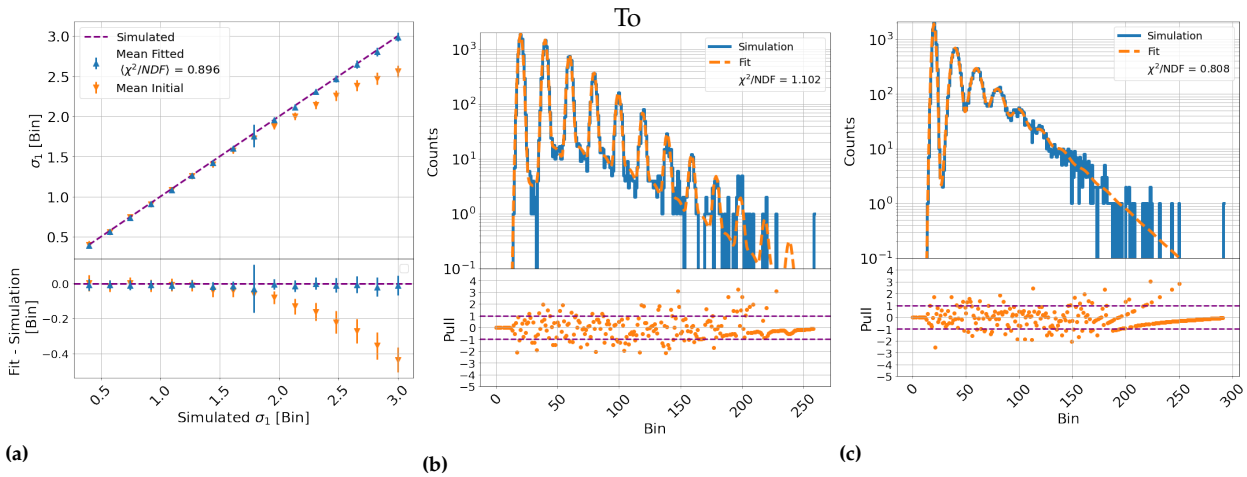 To
Simulated
Mean Fitted
⟨χ²/NDF⟩ = 0.896
Mean Initial
3.0
2.5
2.0
1.5
1.0
0.5
σ₁ [Bin]
0.0
−0.2
−0.4
Fit - Simulation
[Bin]
0.5
1.0
1.5
2.0
2.5
3.0
Simulated σ₁ [Bin]
(a)
Simulation
Fit
χ²/NDF = 1.102
10³
10²
10¹
10⁰
10⁻¹
Counts
4
3
2
1
0
−1
−2
−3
−4
−5
Pull
0
50
100
150
200
250
Bin
(b)
Simulation
Fit
χ²/NDF = 0.808
10³
10²
10¹
10⁰
10⁻¹
Counts
4
3
2
1
0
−1
−2
−3
−4
−5
Pull
0
50
100
150
200
250
300
Bin
(c)